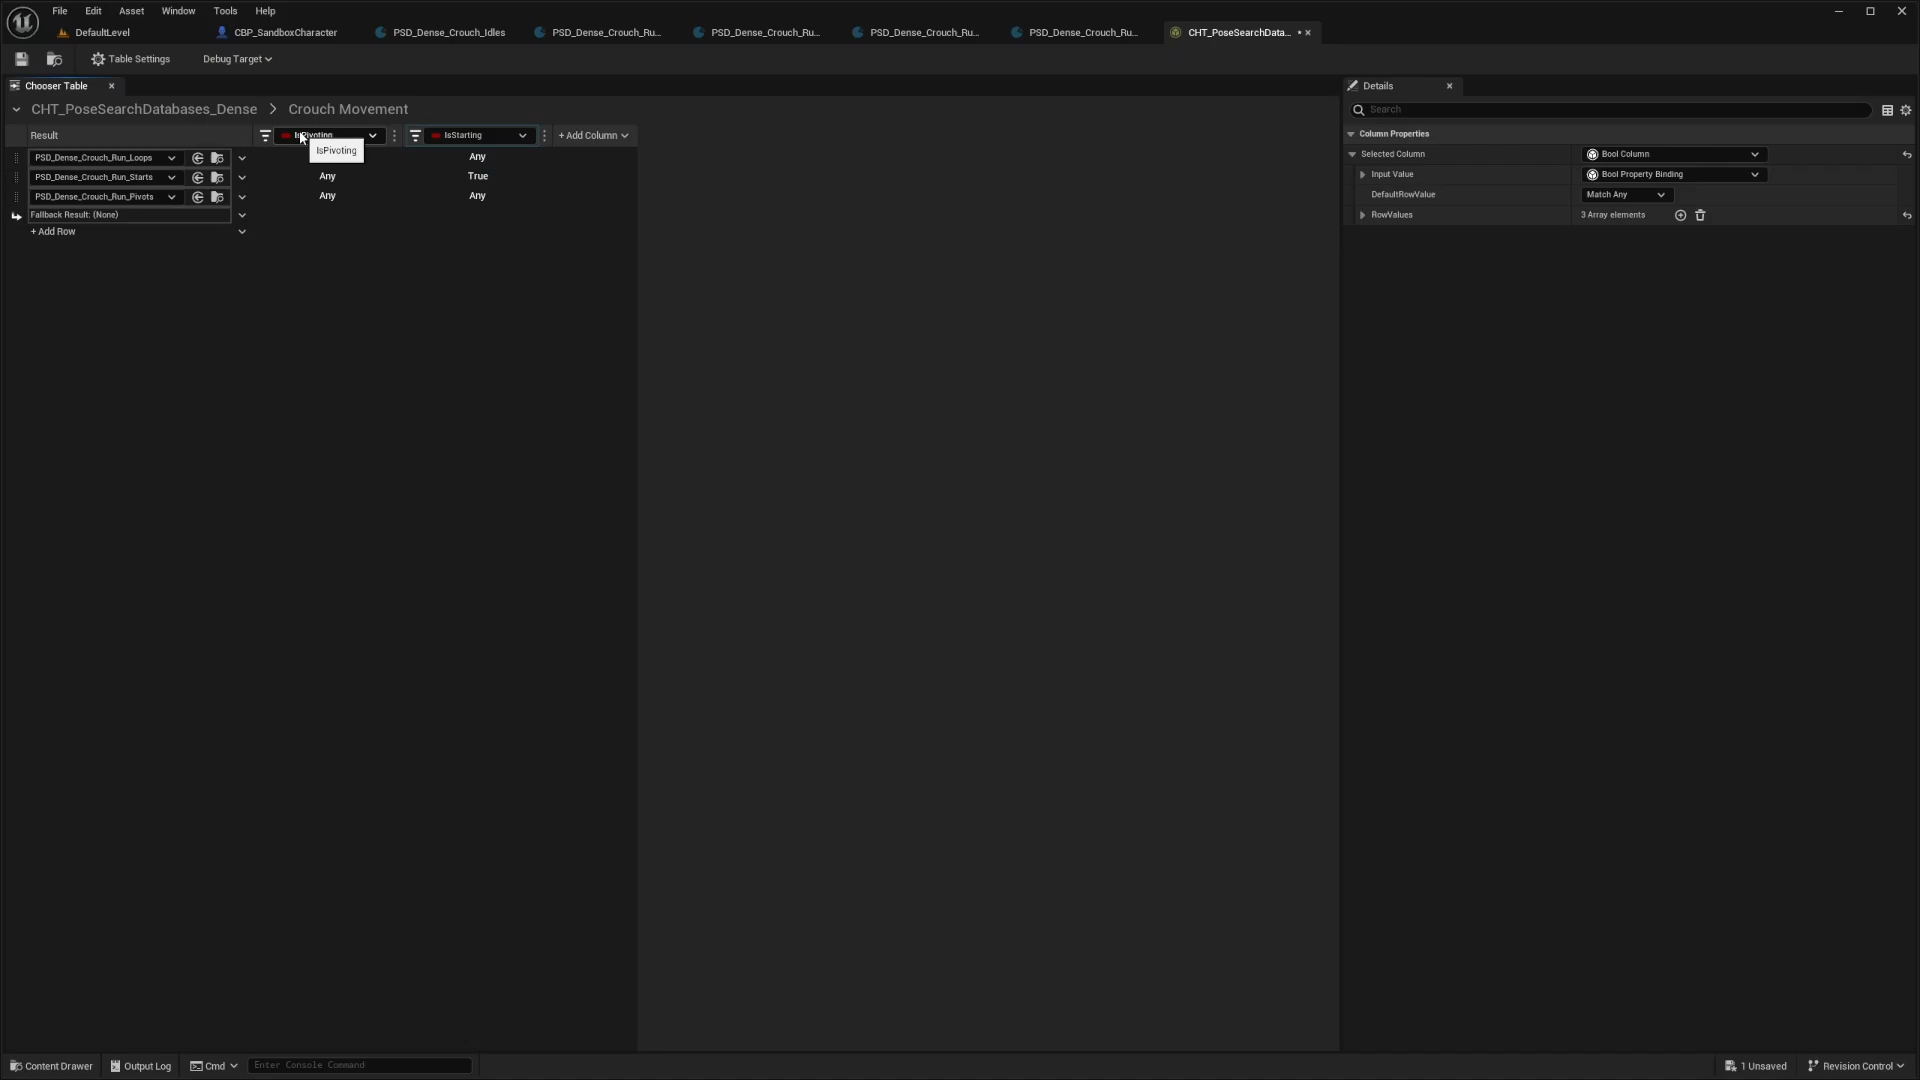 File Edit Asset Window Tools Help
DefaultLevel CBP_SandboxCharacter PSD_Dense_Crouch_Idles PSD_Dense_Crouch_Ru... PSD_Dense_Crouch_Ru... PSD_Dense_Crouch_Ru... PSD_Dense_Crouch_Ru... CHT_PoseSearchData...
Table Settings Debug Target
Chooser Table
CHT_PoseSearchDatabases_Dense > Crouch Movement
Result IsPivoting IsStarting + Add Column
IsPivoting
PSD_Dense_Crouch_Run_Loops Any
PSD_Dense_Crouch_Run_Starts Any True
PSD_Dense_Crouch_Run_Pivots Any Any
Fallback Result: (None)
+ Add Row
Details
Search
Column Properties
Selected Column Bool Column
Input Value Bool Property Binding
DefaultRowValue Match Any
RowValues 3 Array elements
Content Drawer Output Log Cmd Enter Console Command 1 Unsaved Revision Control